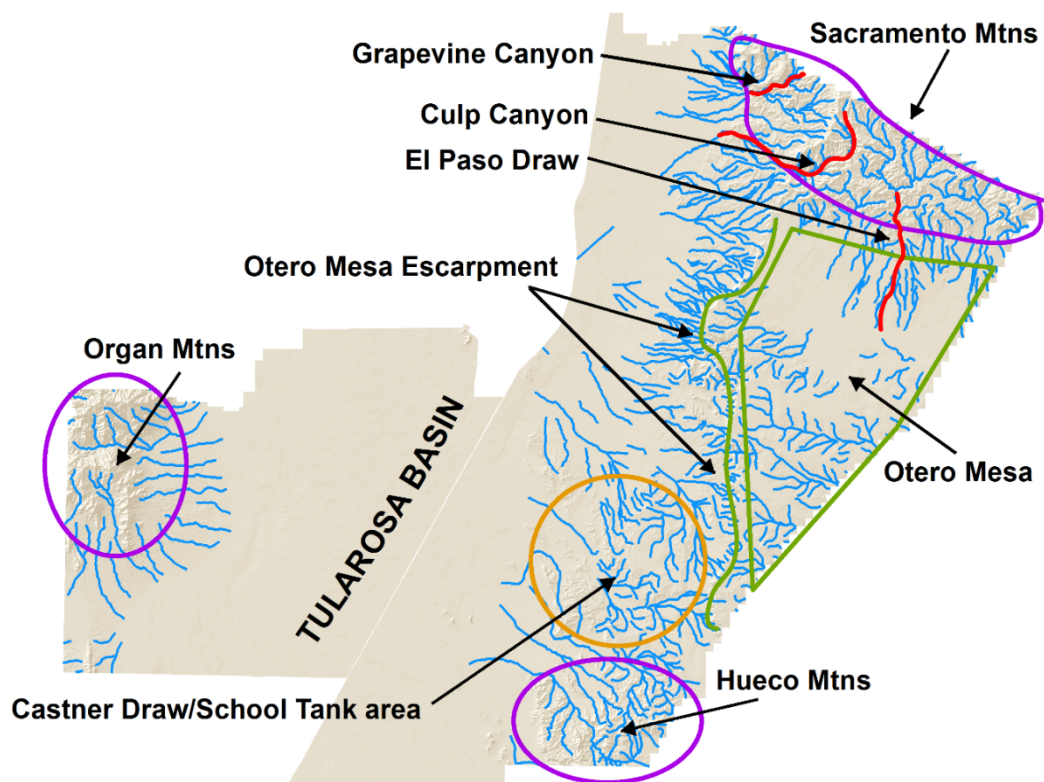 Sacramento Mtns
Grapevine Canyon
Culp Canyon
El Paso Draw
Otero Mesa Escarpment
Organ Mtns
TULAROSA BASIN
Otero Mesa
Hueco Mtns
Castner Draw/School Tank area